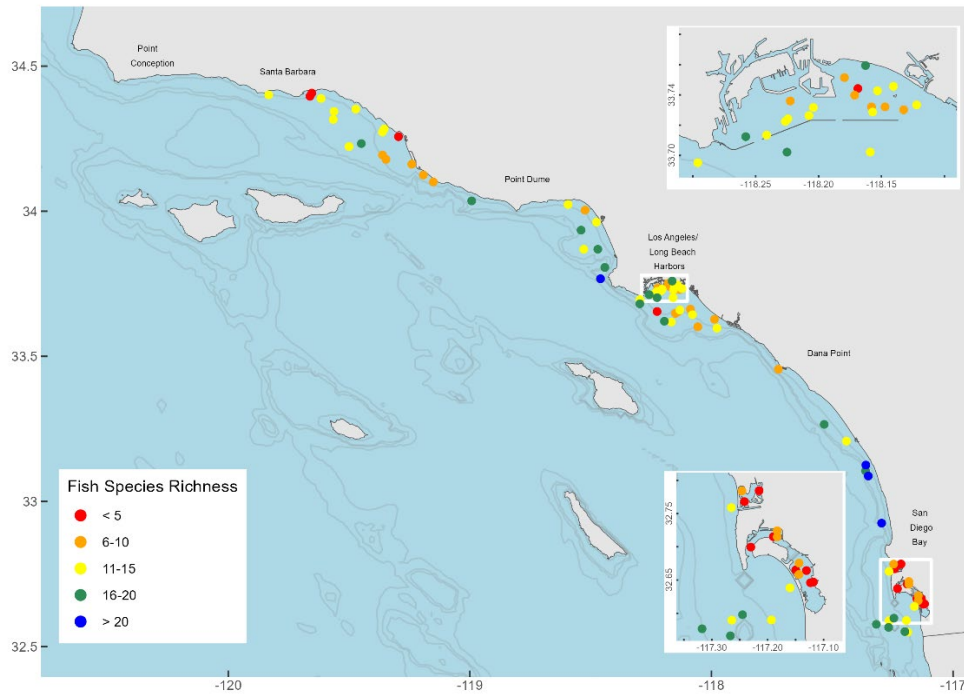 34.5
34
33.5
33
32.5
-120
-119
-118
-117
Point
Conception
Santa Barbara
Point Dume
Los Angeles/
Long Beach
Harbors
Dana Point
San
Diego
Bay
33.74
33.70
-118.25
-118.20
-118.15
32.75
32.65
-117.30
-117.20
-117.10
Fish Species Richness
< 5
6-10
11-15
16-20
> 20